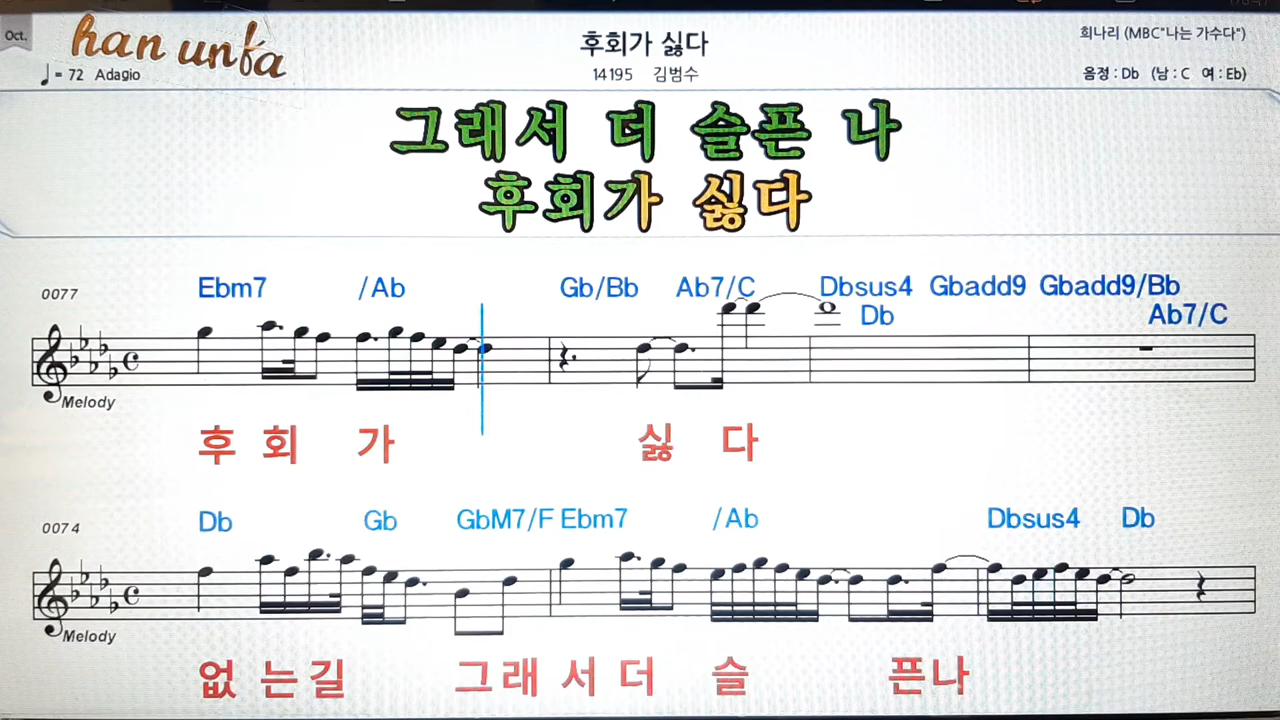 Oct.
han unfa
♩ = 72 Adagio
후회가 싫다
14195 김범수
희나리 (MBC"나는 가수다")
음정 : Db (남 : C 여 : Eb)
그래서 더 슬픈 나
후회가 싫다
0077
Ebm7 /Ab Gb/Bb Ab7/C Dbsus4 Gbadd9 Gbadd9/Bb
Db Ab7/C
Melody
후 회 가 싫 다
0074
Db Gb GbM7/F Ebm7 /Ab Dbsus4 Db
Melody
없 는 길 그 래 서 더 슬 픈 나